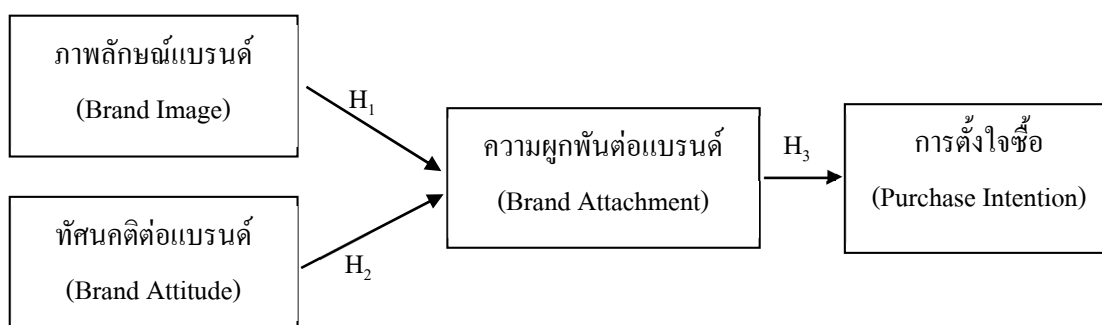 ภาพลักษณ์แบรนด์
(Brand Image)
H1
ทัศนคติต่อแบรนด์
(Brand Attitude)
H2
ความผูกพันต่อแบรนด์
(Brand Attachment)
H3
การตั้งใจซื้อ
(Purchase Intention)